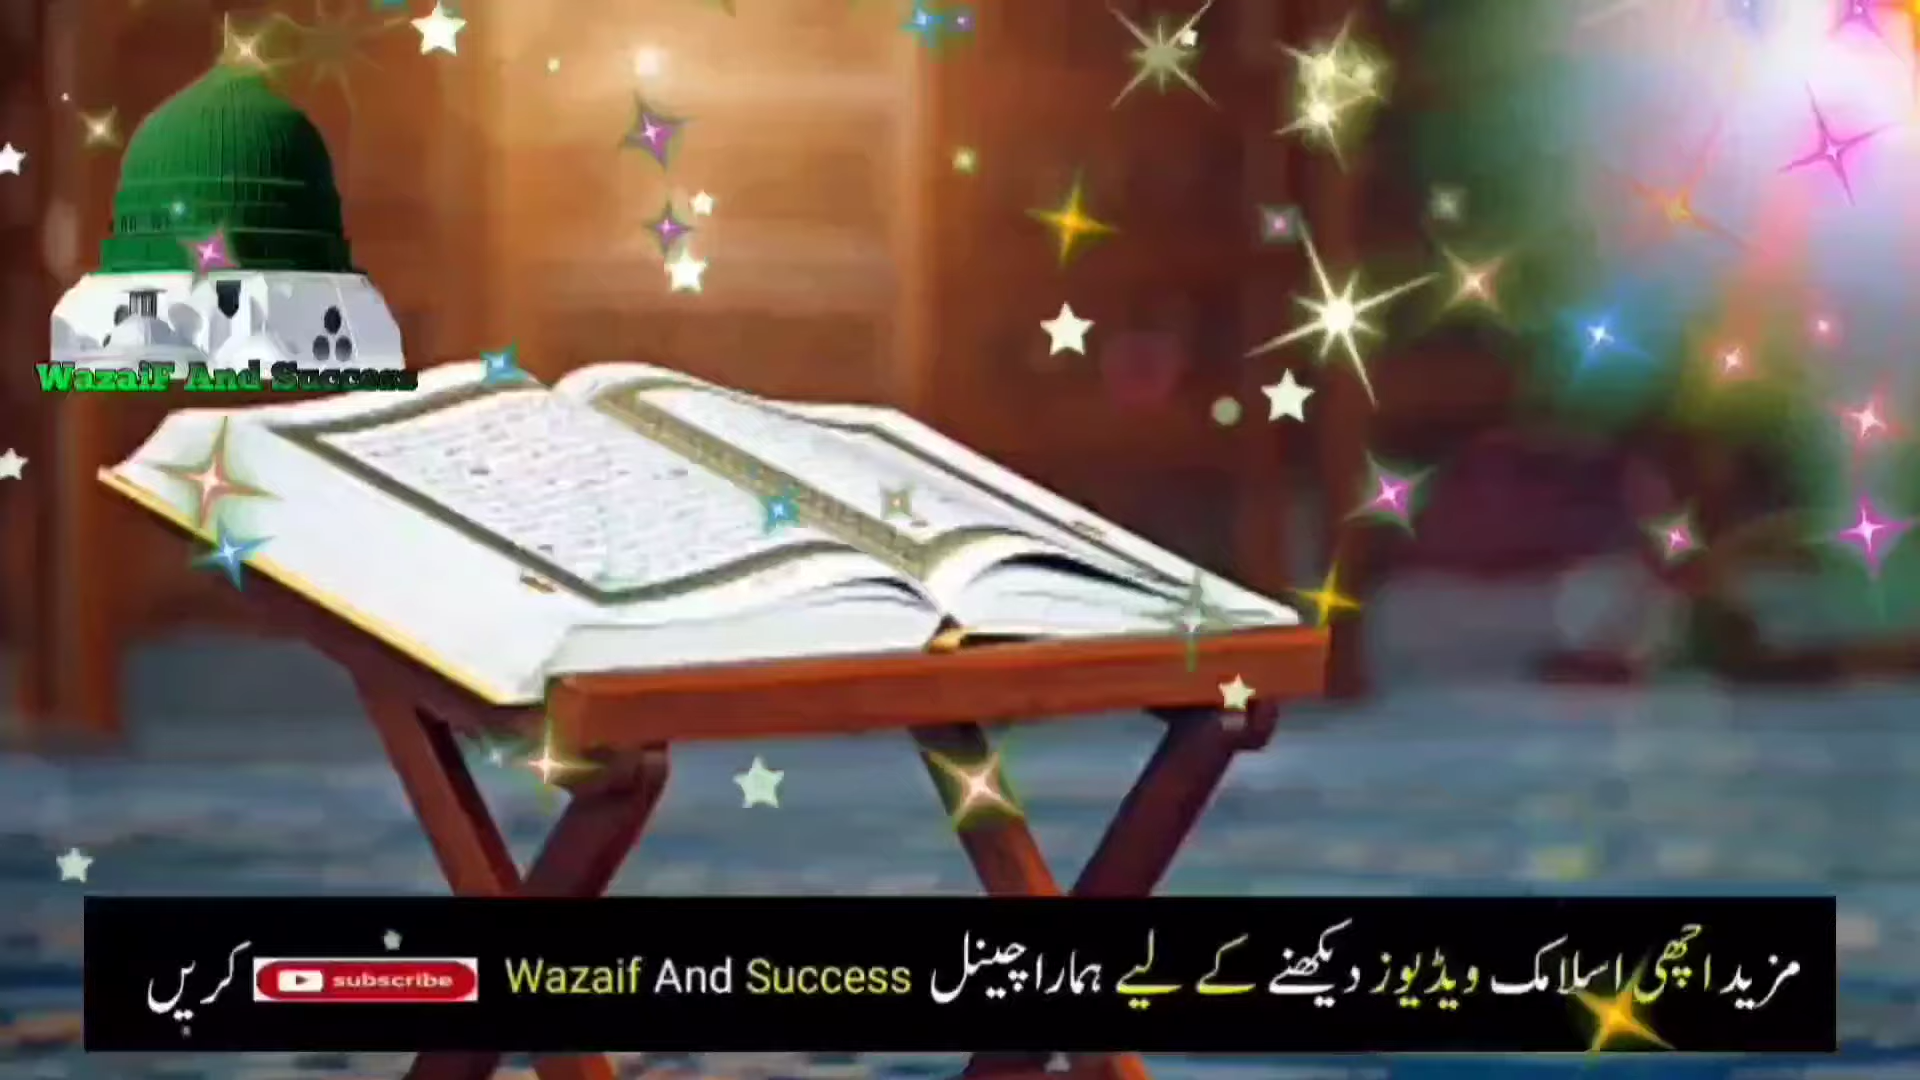 WazaiF And Success
مزید اچھی اسلامک ویڈیوز دیکھنے کے لیے ہمارا چینل Wazaif And Success subscribe کریں